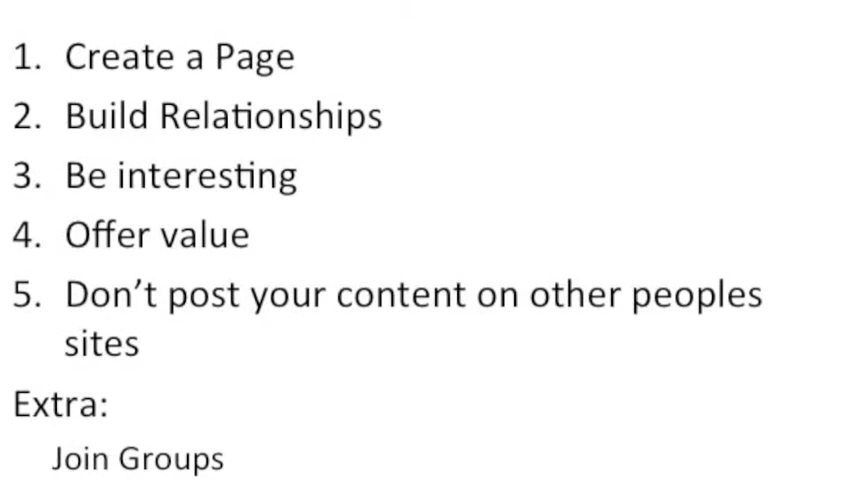 1. Create a Page
2. Build Relationships
3. Be interesting
4. Offer value
5. Don’t post your content on other peoples
sites
Extra:
Join Groups